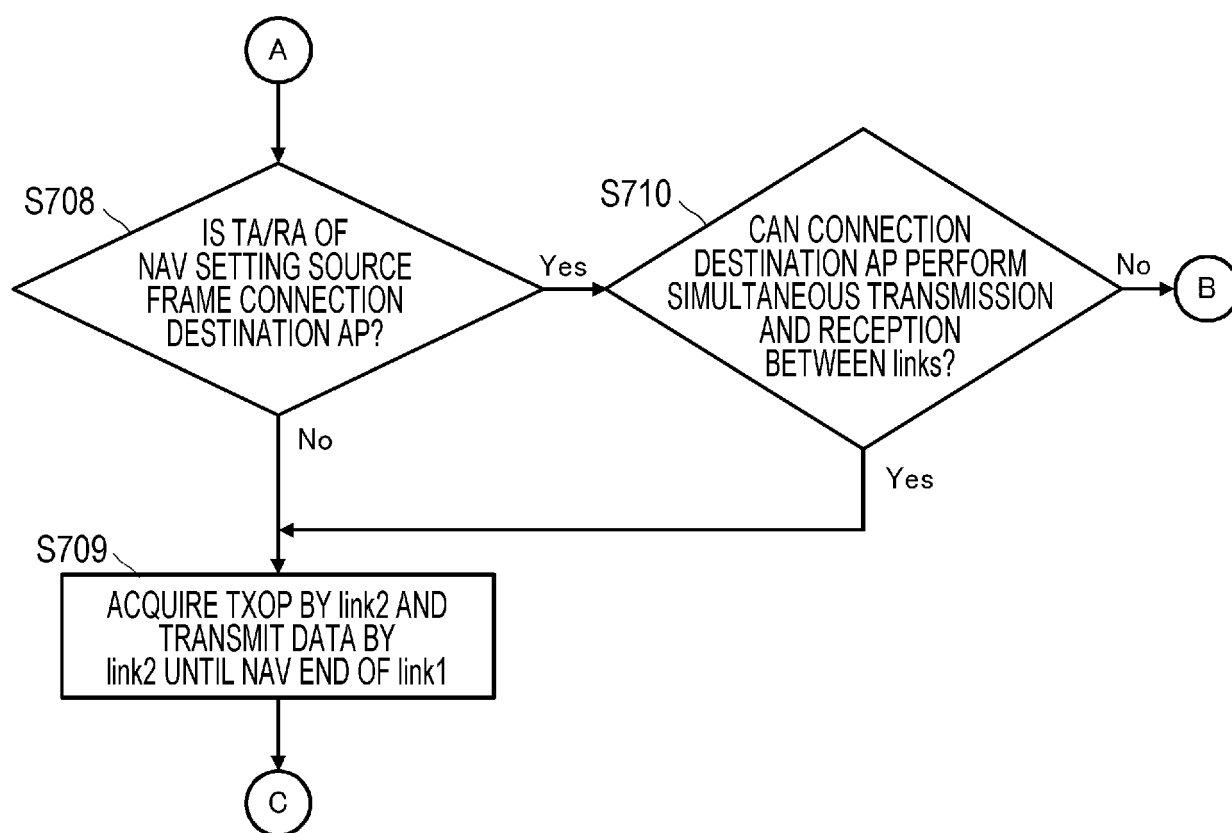 A
S708
IS TA/RA OF
NAV SETTING SOURCE
FRAME CONNECTION
DESTINATION AP?
Yes
No
S710
CAN CONNECTION
DESTINATION AP PERFORM
SIMULTANEOUS TRANSMISSION
AND RECEPTION
BETWEEN links?
No
B
Yes
S709
ACQUIRE TXOP BY link2 AND
TRANSMIT DATA BY
link2 UNTIL NAV END OF link1
C